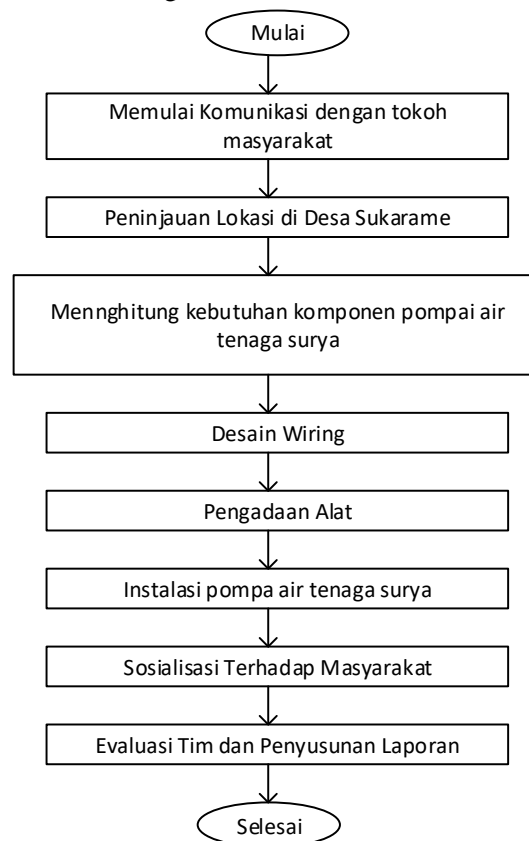 Mulai
Memulai Komunikasi dengan tokoh
masyarakat
Peninjauan Lokasi di Desa Sukarame
Mennghitung kebutuhan komponen pompai air
tenaga surya
Desain Wiring
Pengadaan Alat
Instalasi pompa air tenaga surya
Sosialisasi Terhadap Masyarakat
Evaluasi Tim dan Penyusunan Laporan
Selesai